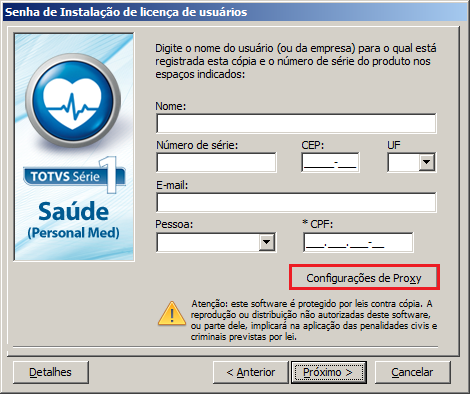 Senha de Instalação de licença de usuários
Digite o nome do usuário (ou da empresa) para o qual está
registrada esta cópia e o número de série do produto nos
espaços indicados:
Nome:
Número de série:
CEP:
UF
_____-___
E-mail:
Pessoa:
* CPF:
___.___.___-__
TOTVS Série 1
Saúde
(Personal Med)
Configurações de Proxy
Atenção: este software é protegido por leis contra cópia. A
reprodução ou distribuição não autorizadas deste software,
ou parte dele, implicará na aplicação das penalidades civis e
criminais previstas por lei.
Detalhes
< Anterior
Próximo >
Cancelar